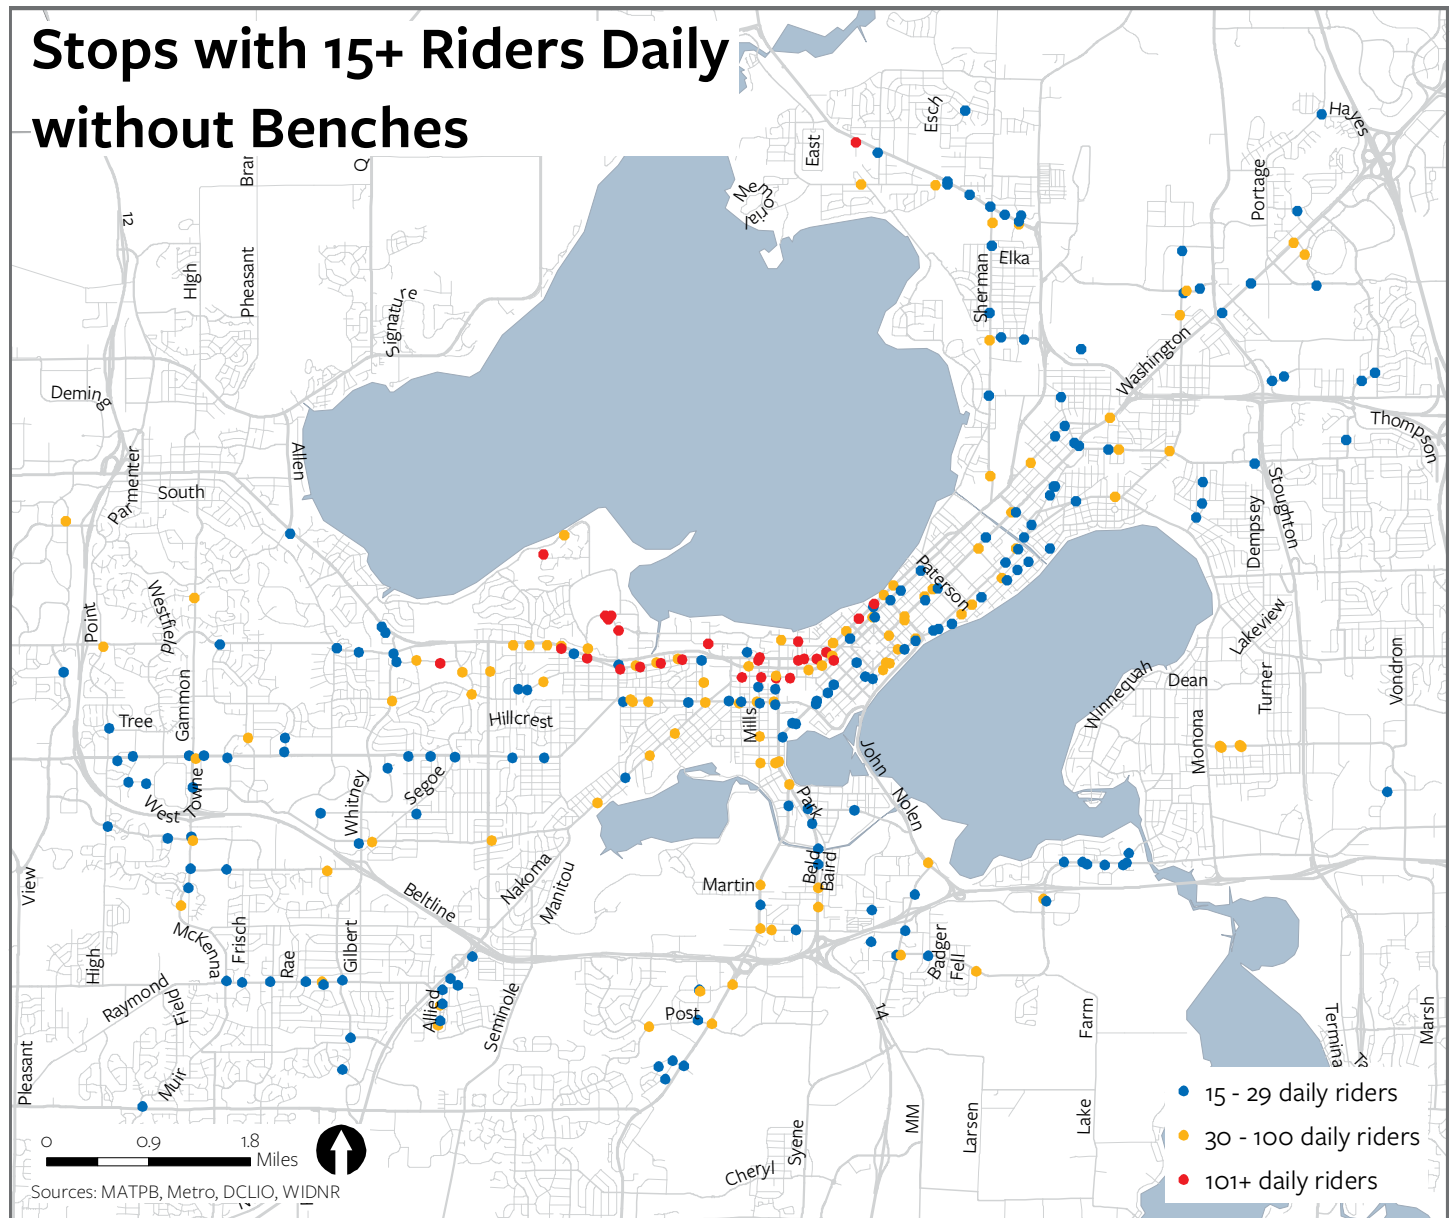 Stops with 15+ Riders Daily
without Benches
Esch
Hayes
East
Portage
Memorial
Q
12
HIgh
Pheasant
Signature
Elka
Sherman
Washington
Deming
Allen
Thompson
Parmenter
South
Stoughton
Dempsey
Point
Westfield
Paterson
Lakeview
Vondron
Gammon
Winnequah
Dean
Turner
Tree
Hillcrest
Mills
Monona
John
Nolen
Towne
West
Whitney
Segoe
Park
Beld
Baird
View
Nakoma
Manitou
Martin
Beltline
McKenna
Frisch
Rae
Gilbert
High
Badger
Fell
Raymond
Field
Allied
Seminole
Post
14
Farm
Marsh
Pleasant
Muir
15 - 29 daily riders
30 - 100 daily riders
101+ daily riders
Syene
MM
Larsen
Lake
Cheryl
0 0.9 1.8
Miles
Sources: MATPB, Metro, DCLIO, WIDNR